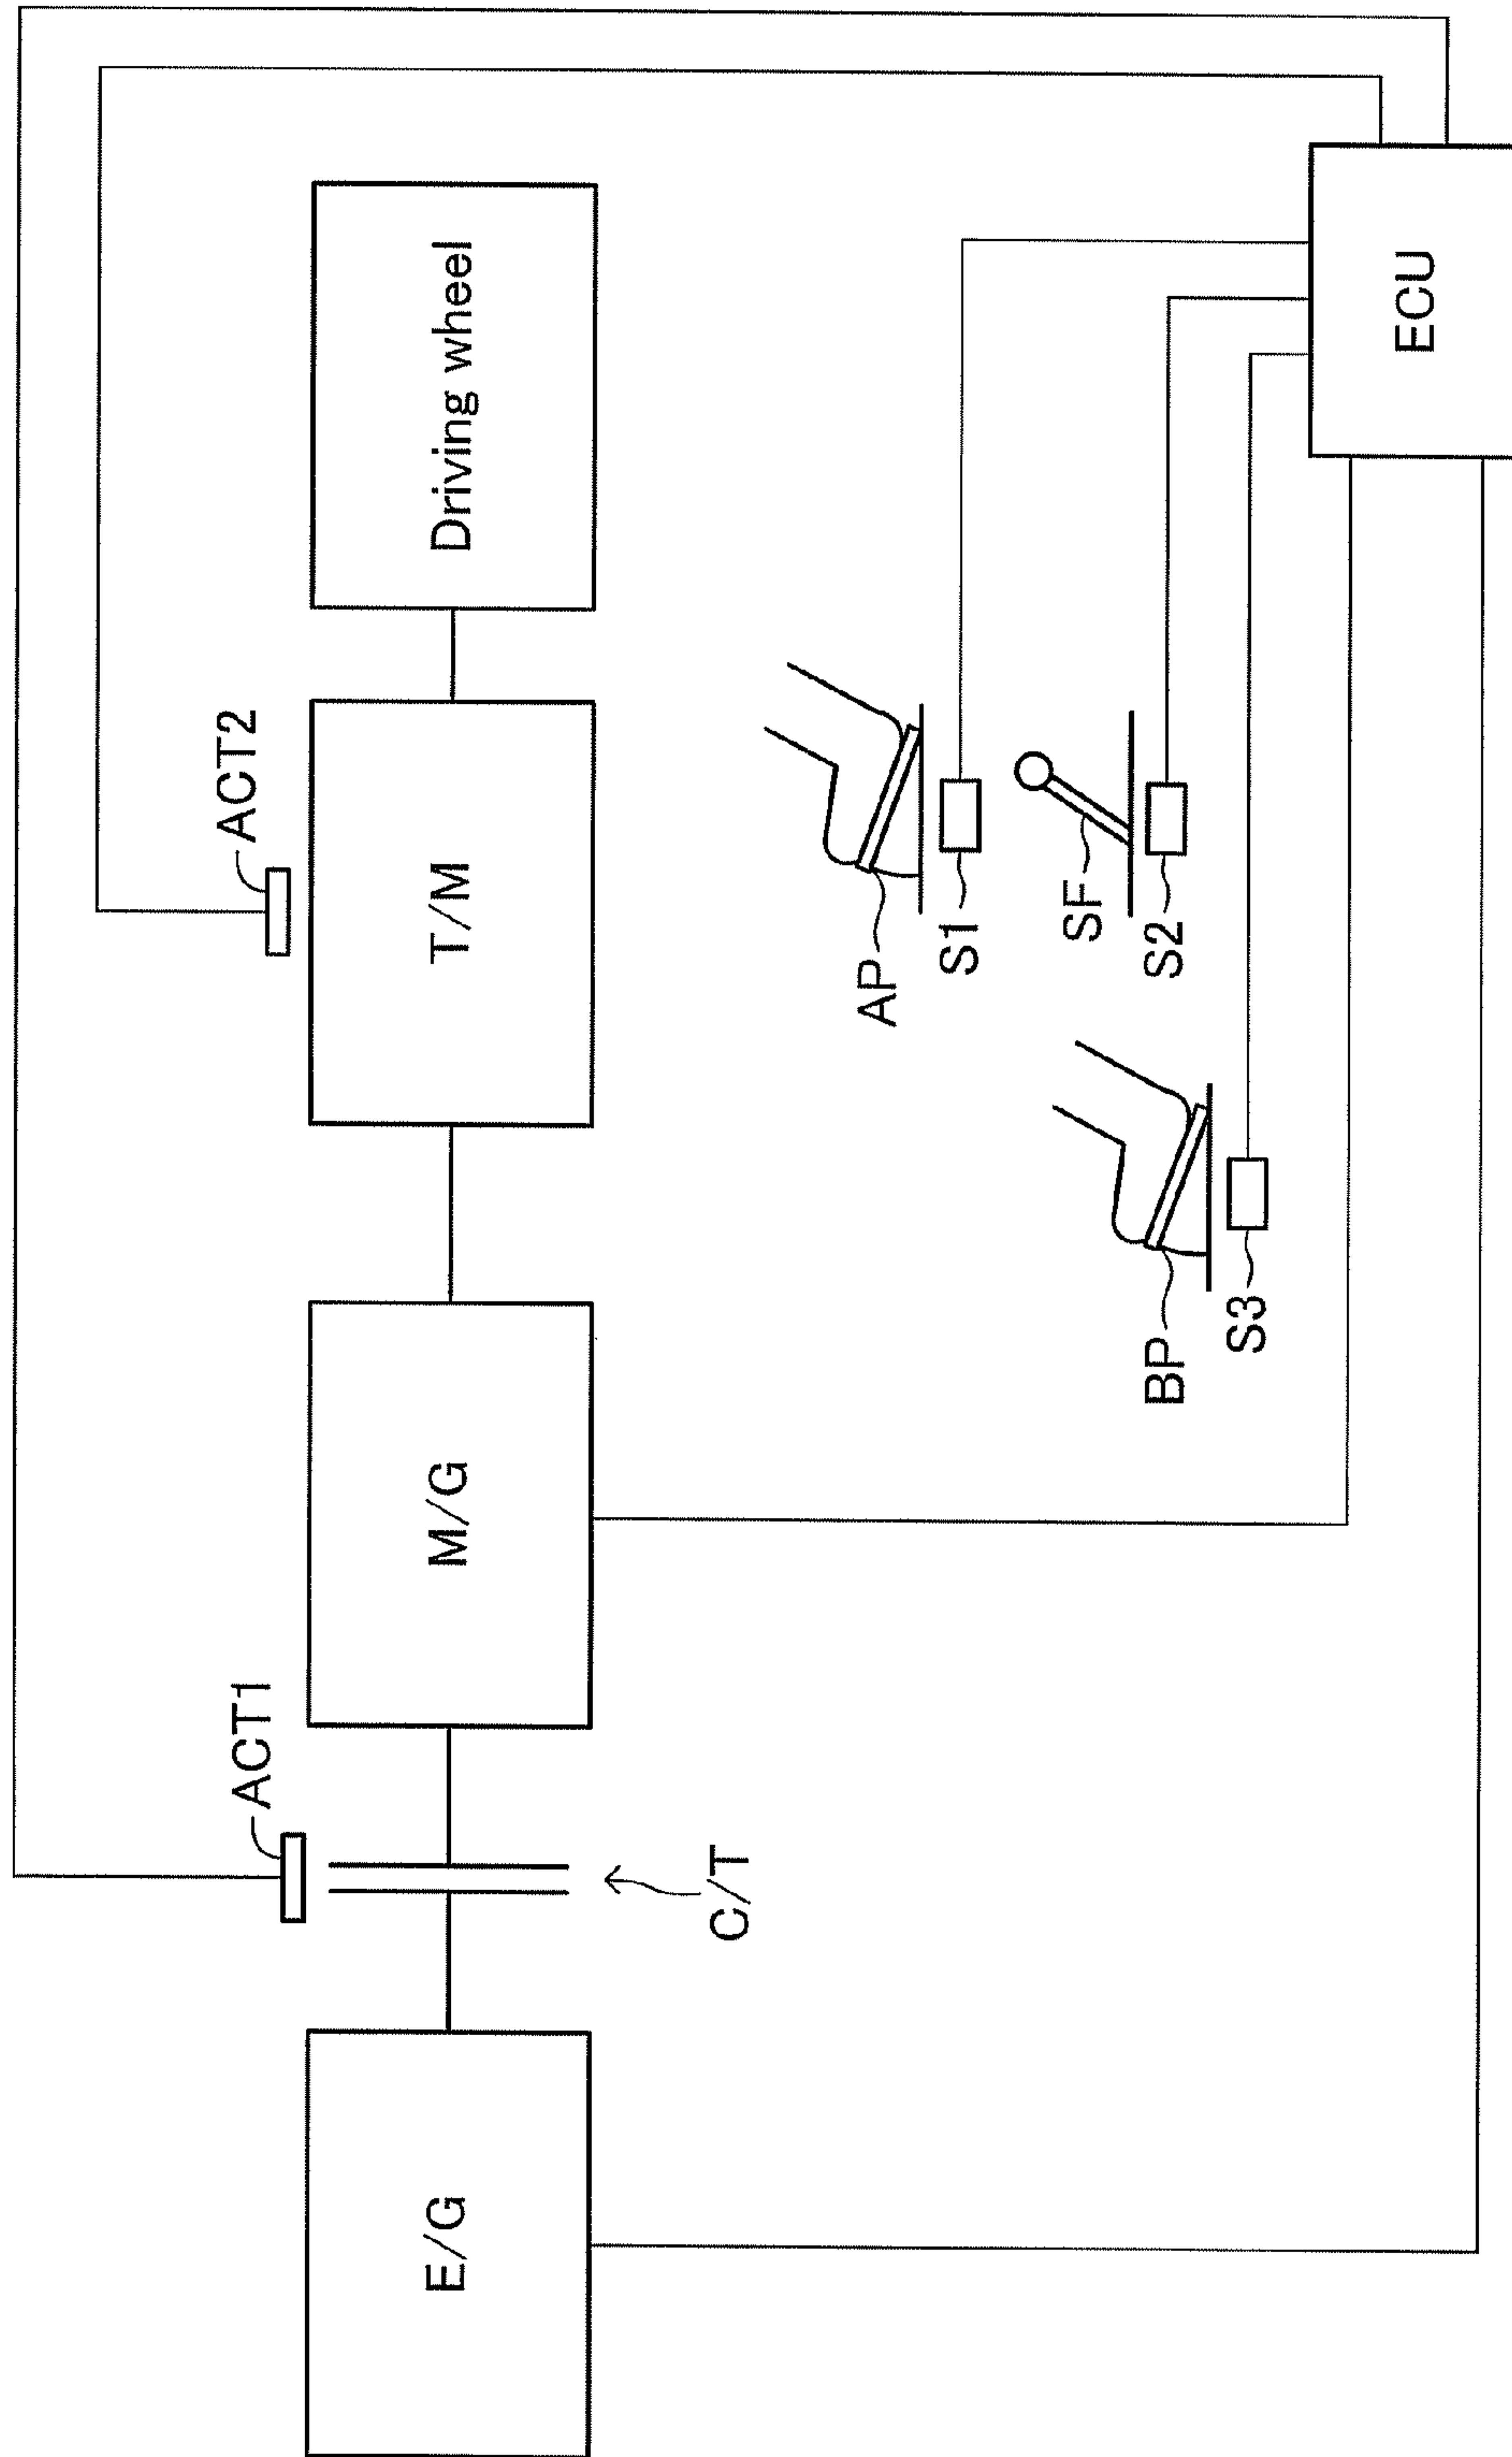 ACT1
ACT2
E/G
M/G
T/M
Driving wheel
C/T
AP
S1
SF
BP
S2
S3
ECU